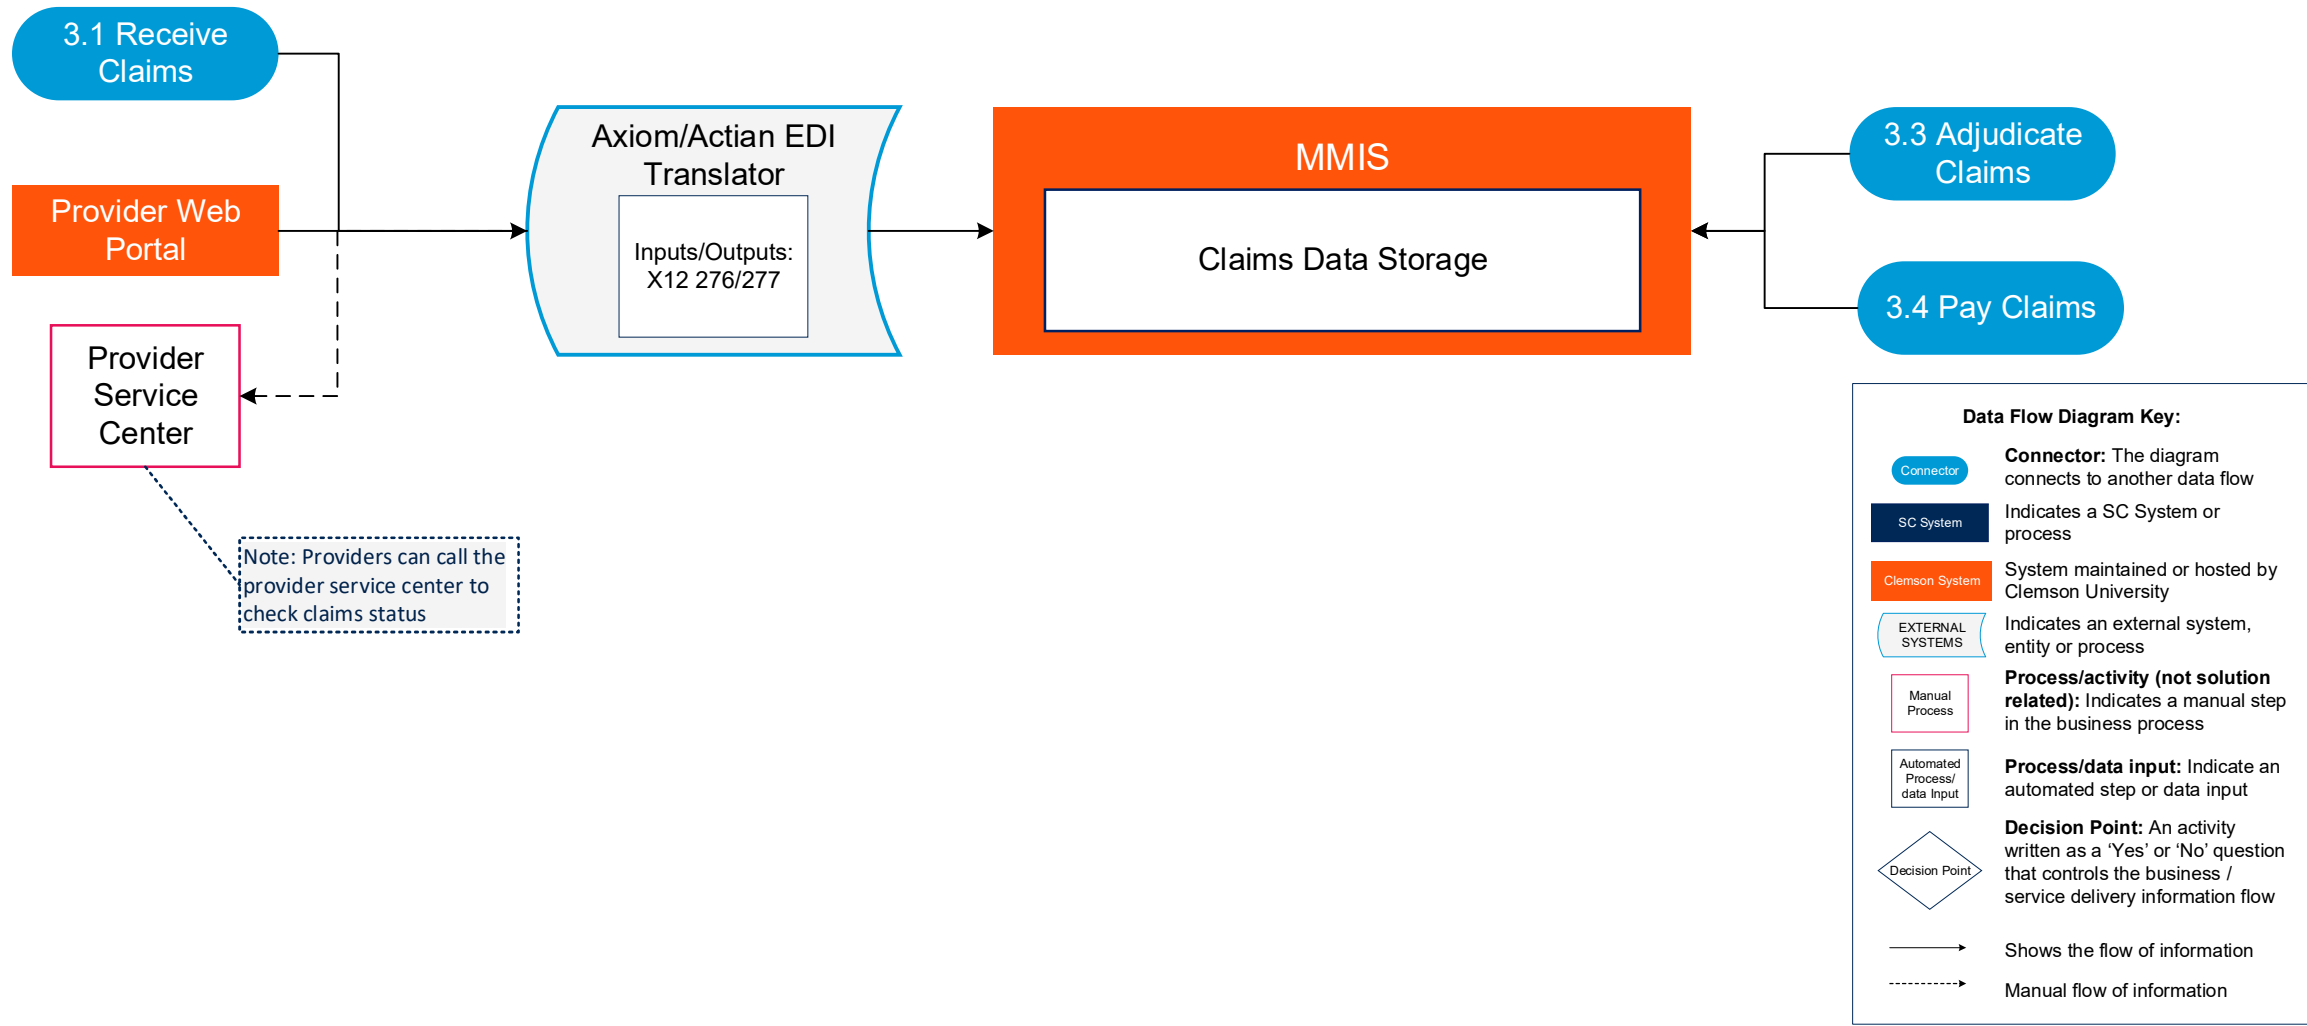 3.1 Receive
Claims
Provider Web
Portal
Provider
Service
Center
Note: Providers can call the
provider service center to
check claims status
Axiom/Actian EDI
Translator
Inputs/Outputs:
X12 276/277
MMIS
Claims Data Storage
3.3 Adjudicate
Claims
3.4 Pay Claims
Data Flow Diagram Key:
Connector
Connector: The diagram
connects to another data flow
SC System
Indicates a SC System or
process
Clemson System
System maintained or hosted by
Clemson University
EXTERNAL
SYSTEMS
Indicates an external system,
entity or process
Manual
Process
Process/activity (not solution
related): Indicates a manual step
in the business process
Automated
Process/
data Input
Process/data input: Indicate an
automated step or data input
Decision Point
Decision Point: An activity
written as a ‘Yes’ or ‘No’ question
that controls the business /
service delivery information flow
Shows the flow of information
Manual flow of information